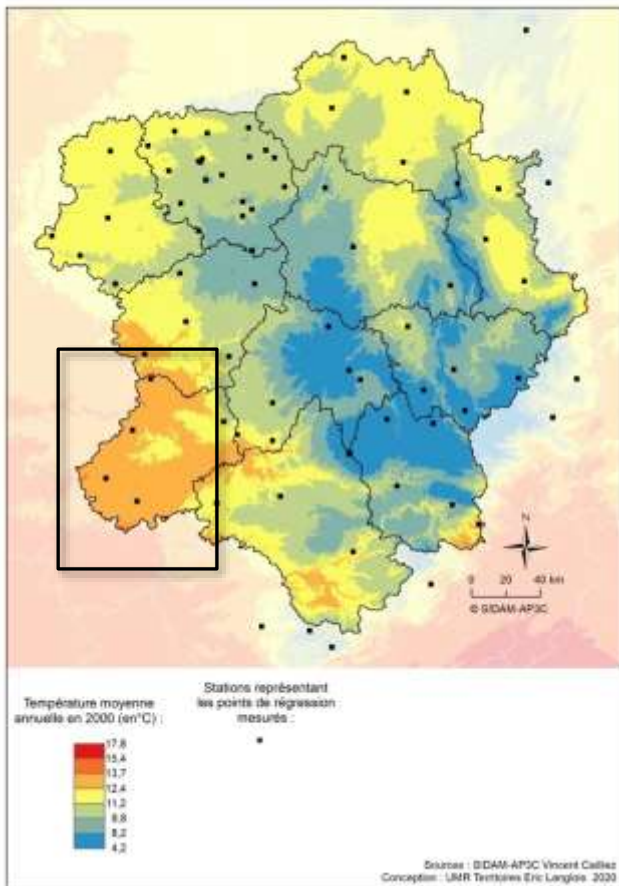 N
0 20 40 km
© SIDAM-AP3C
Température moyenne
annuelle en 2000 (en°C) :
17,8
15,4
13,7
12,4
11,2
9,8
8,2
4,2
Stations représentant
les points de régression
mesurés :
Sources : SIDAM-AP3C Vincent Cailliez
Conception : UMR Territoires Eric Langlois 2020